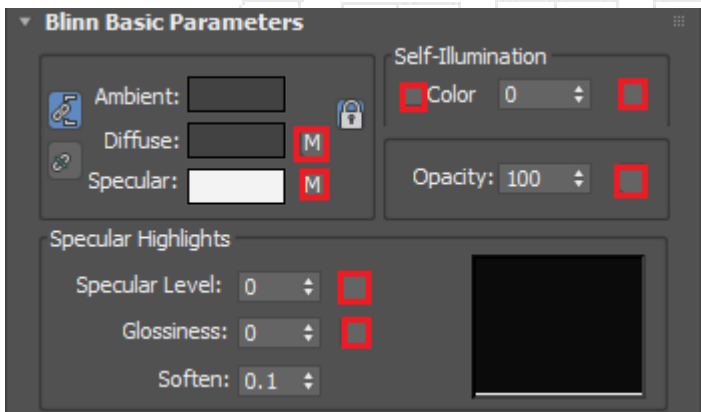 Blinn Basic Parameters
Self-Illumination
Ambient:
Color 0
Diffuse: M
Specular: M
Opacity: 100
Specular Highlights
Specular Level: 0
Glossiness: 0
Soften: 0.1